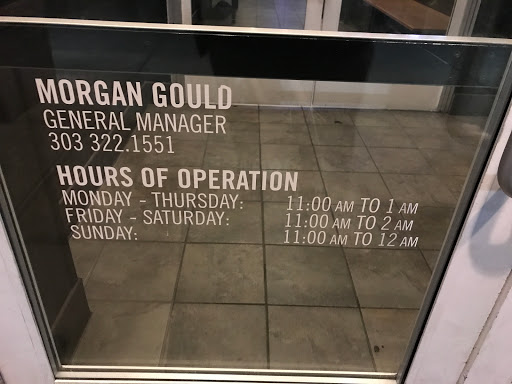 MORGAN GOULD
GENERAL MANAGER
303 322.1551
HOURS OF OPERATION
MONDAY - THURSDAY: 11:00 AM TO 1 AM
FRIDAY - SATURDAY: 11:00 AM TO 2 AM
SUNDAY: 11:00 AM TO 12 AM